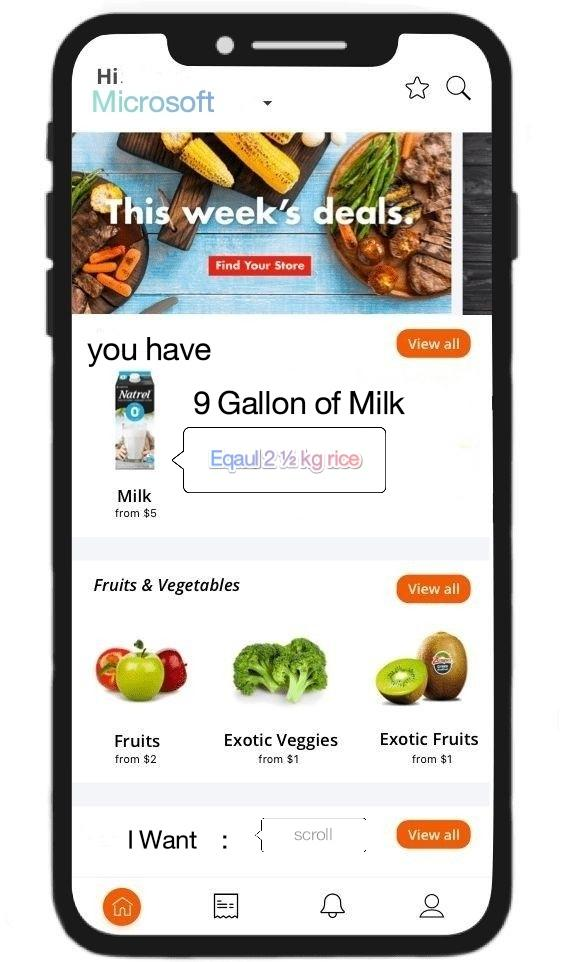 Hi.
Microsoft
This week's deals.
Find Your Store
you have
View all
Natrel
0
9 Gallon of Milk
Eqaul 2 ½ kg rice
Milk
from $5
Fruits & Vegetables
View all
Fruits
from $2
Exotic Veggies
from $1
Exotic Fruits
from $1
I Want :
scroll
View all